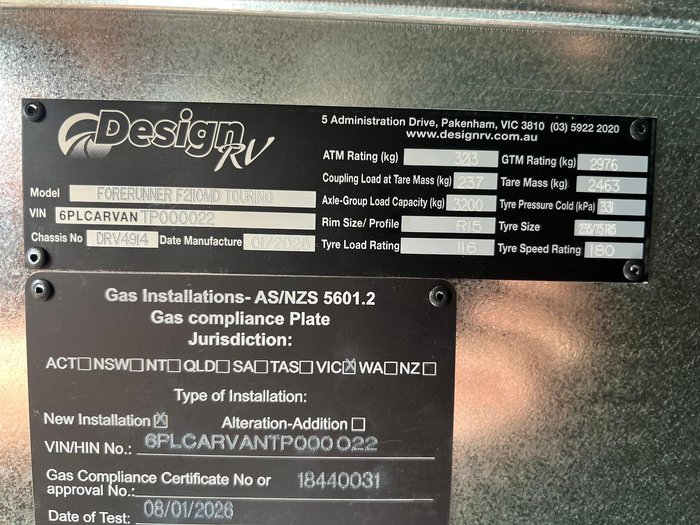 Design RV
5 Administration Drive, Pakenham, VIC 3810 (03) 5922 2020
www.designrv.com.au
Model FORERUNNER F210MD TOURING
VIN 6PLCARVANTP000022
Chassis No DRV4914 Date Manufacture 01/2026
ATM Rating (kg) 3213 GTM Rating (kg) 2976
Coupling Load at Tare Mass (kg) 237 Tare Mass (kg) 2463
Axle-Group Load Capacity (kg) 3200 Tyre Pressure Cold (kPa) 331
Rim Size/ Profile R15 Tyre Size
Tyre Load Rating 116 Tyre Speed Rating 180
Gas Installations- AS/NZS 5601.2
Gas compliance Plate
Jurisdiction:
ACT☐NSW☐NT☐QLD☐SA☐TAS☐VIC☒WA☐NZ☐
Type of Installation:
New Installation☒ Alteration-Addition☐
VIN/HIN No.: 6PLCARVANTP000022
Gas Compliance Certificate No or
approval No.: 18440031
Date of Test: 08/01/2026